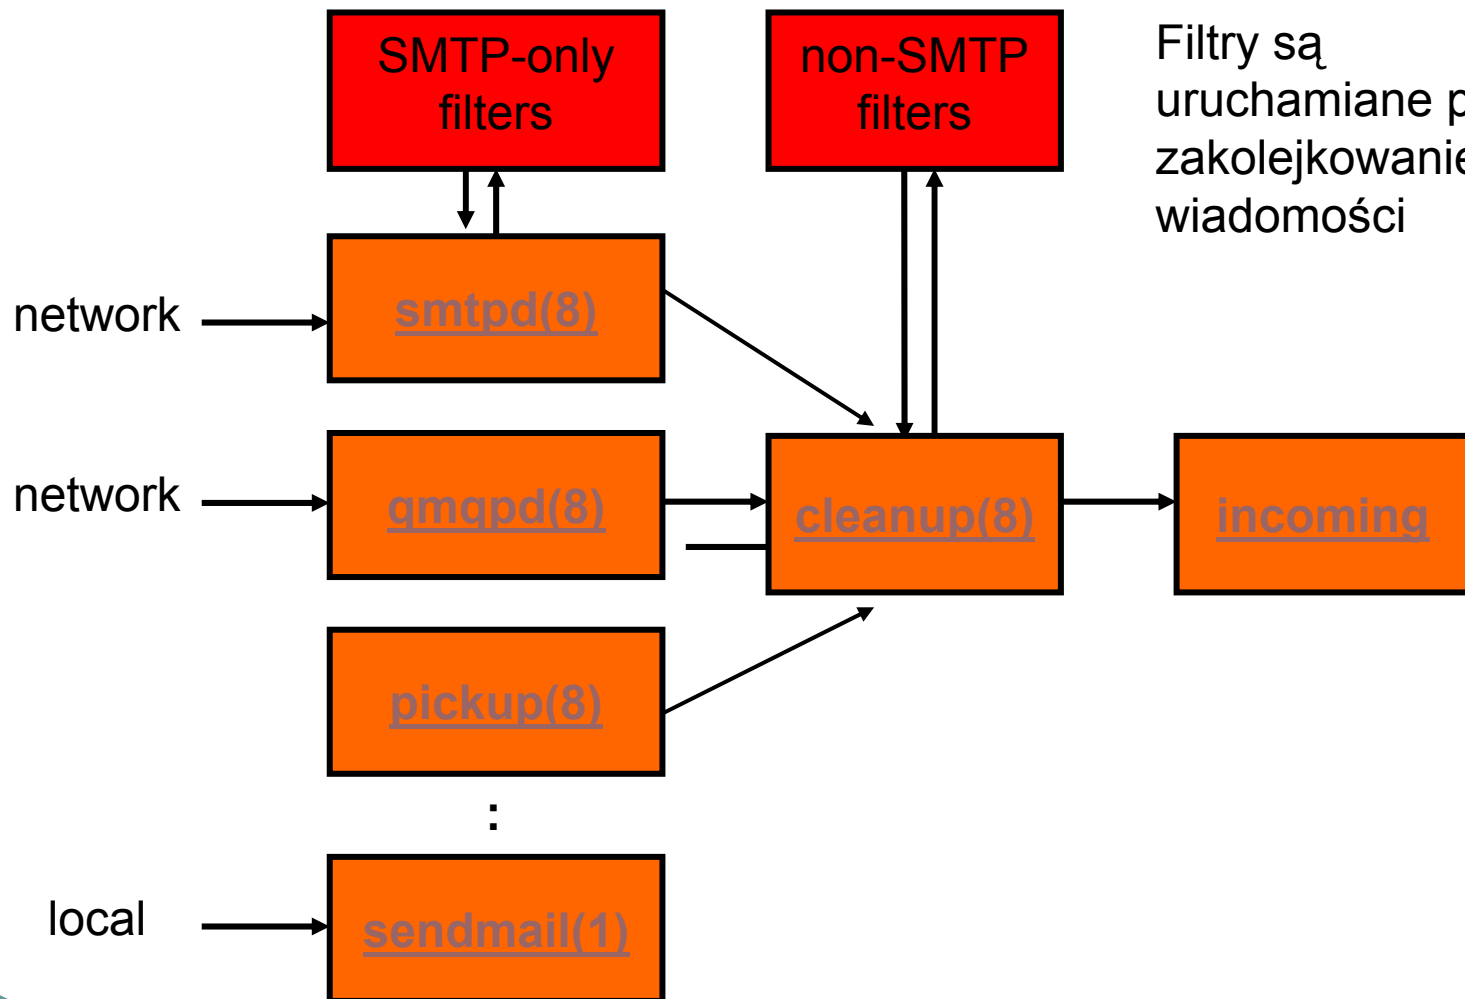 SMTP-only
filters
non-SMTP
filters
Filtry są
uruchamiane
zakolejkowanie
wiadomości
network
smtpd(8)
network
qmqpd(8)
cleanup(8)
incoming
pickup(8)
:
local
sendmail(1)